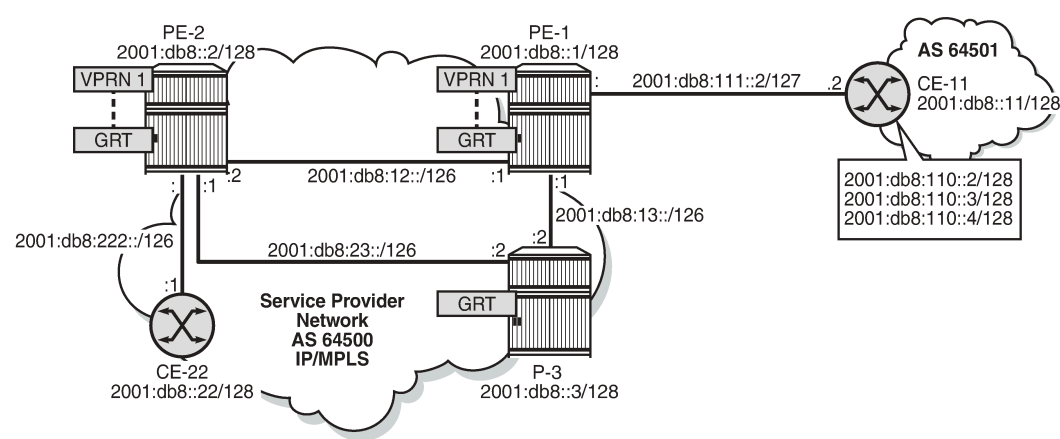 PE-2
2001:db8::2/128
VPRN 1
GRT
PE-1
2001:db8::1/128
VPRN 1
GRT
:
2001:db8:111::2/127
.2
AS 64501
CE-11
2001:db8::11/128
2001:db8:110::2/128
2001:db8:110::3/128
2001:db8:110::4/128
:2
2001:db8:12::/126
:1
:
:1
:1
2001:db8:13::/126
:2
2001:db8:222::/126
2001:db8:23::/126
:2
:1
GRT
Service Provider
Network
AS 64500
IP/MPLS
CE-22
2001:db8::22/128
P-3
2001:db8::3/128